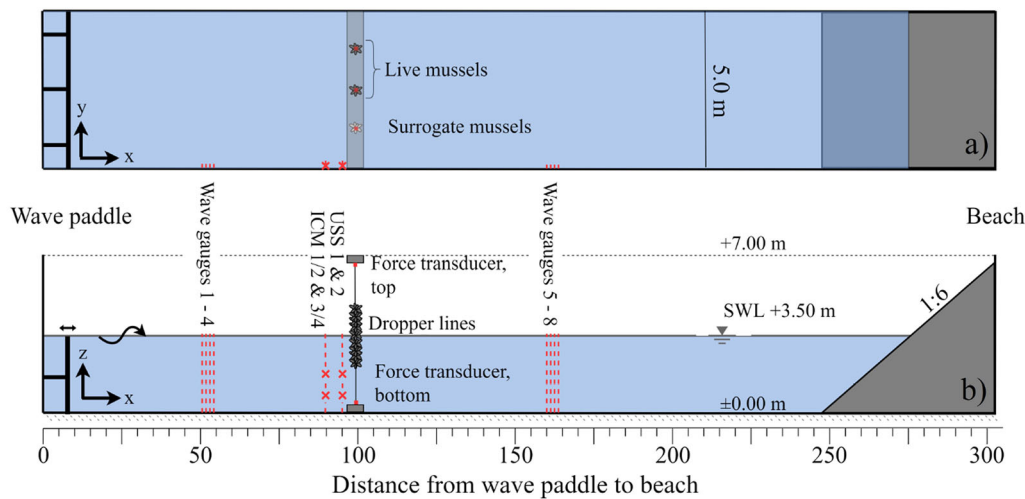 Live mussels
Surrogate mussels
5.0 m
y
x
a)
Wave paddle
Beach
Wave gauges 1 - 4
ICM 1/2 & 3/4
USS 1 & 2
Wave gauges 5 - 8
+7.00 m
Force transducer,
top
Dropper lines
SWL +3.50 m
1:6
Force transducer,
bottom
z
x
±0.00 m
b)
0 50 100 150 200 250 300
Distance from wave paddle to beach